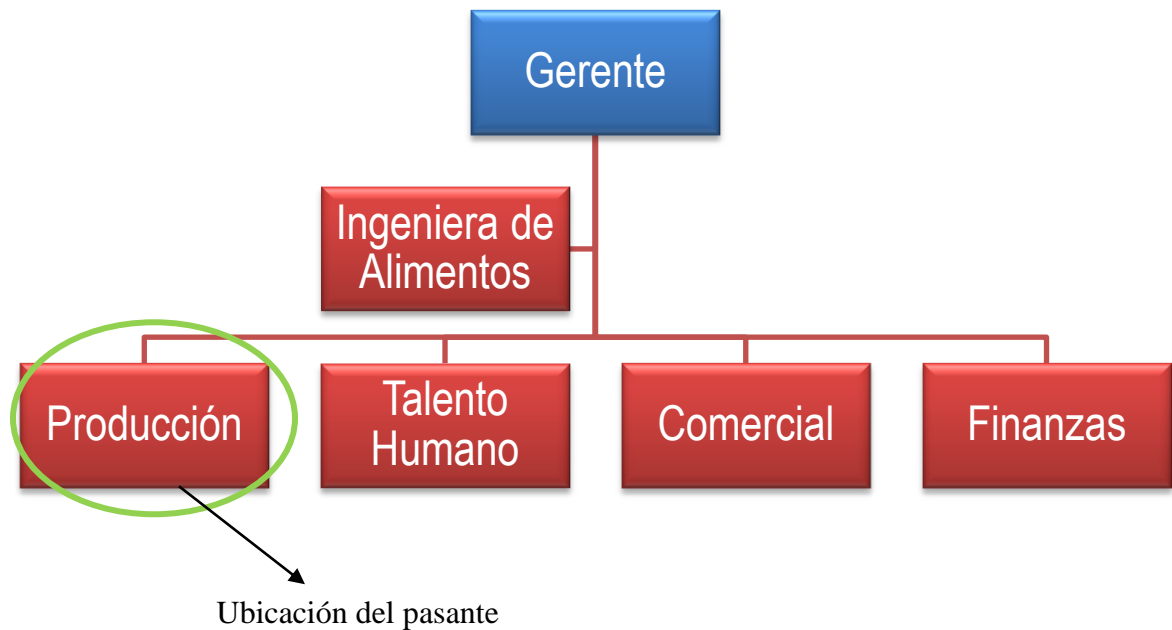 Gerente
Ingeniera de
Alimentos
Producción
Talento
Humano
Comercial
Finanzas
Ubicación del pasante